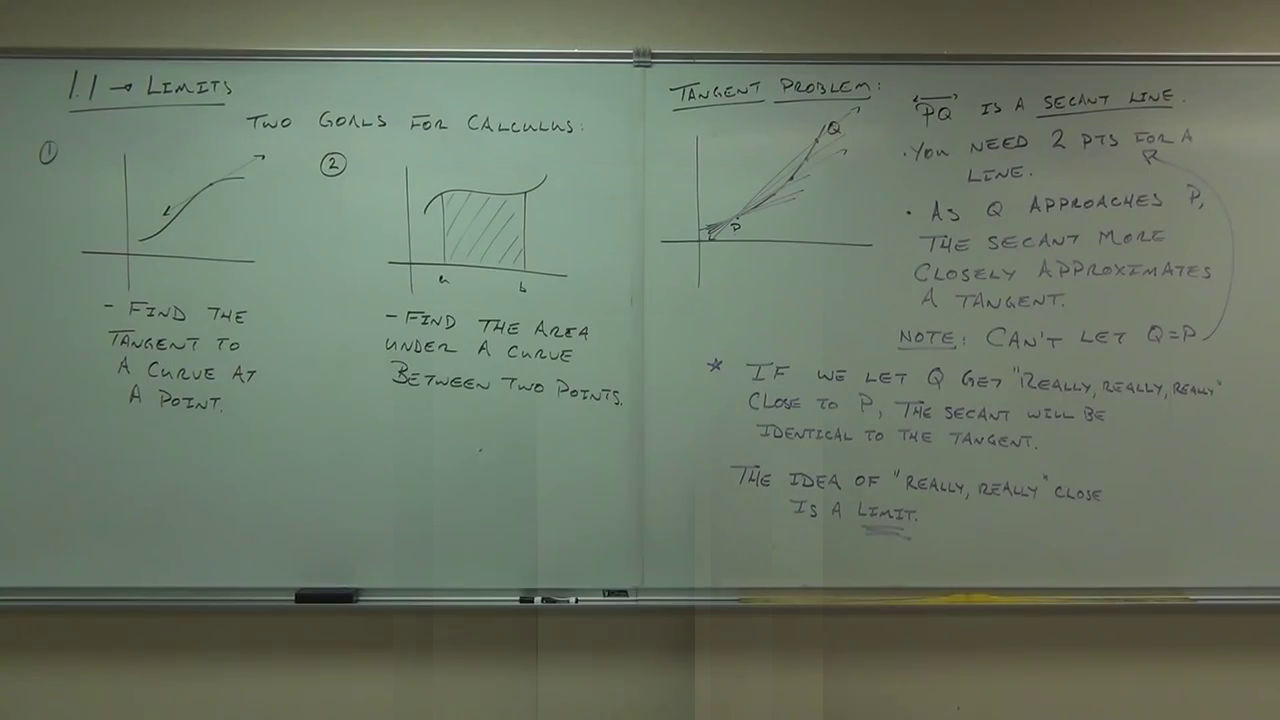 1.1 → LIMITS
TWO GOALS FOR CALCULUS:
①
②
a
b
- FIND THE
TANGENT TO
A CURVE AT
A POINT.
- FIND THE AREA
UNDER A CURVE
BETWEEN TWO POINTS.
TANGENT PROBLEM:
Q
P
PQ IS A SECANT LINE.
• YOU NEED 2 PTS FOR A
LINE.
• AS Q APPROACHES P,
THE SECANT MORE
CLOSELY APPROXIMATES
A TANGENT.
NOTE: CAN'T LET Q=P
* IF WE LET Q GET "REALLY, REALLY, REALLY"
CLOSE TO P, THE SECANT WILL BE
IDENTICAL TO THE TANGENT.
THE IDEA OF "REALLY, REALLY" CLOSE
IS A LIMIT.